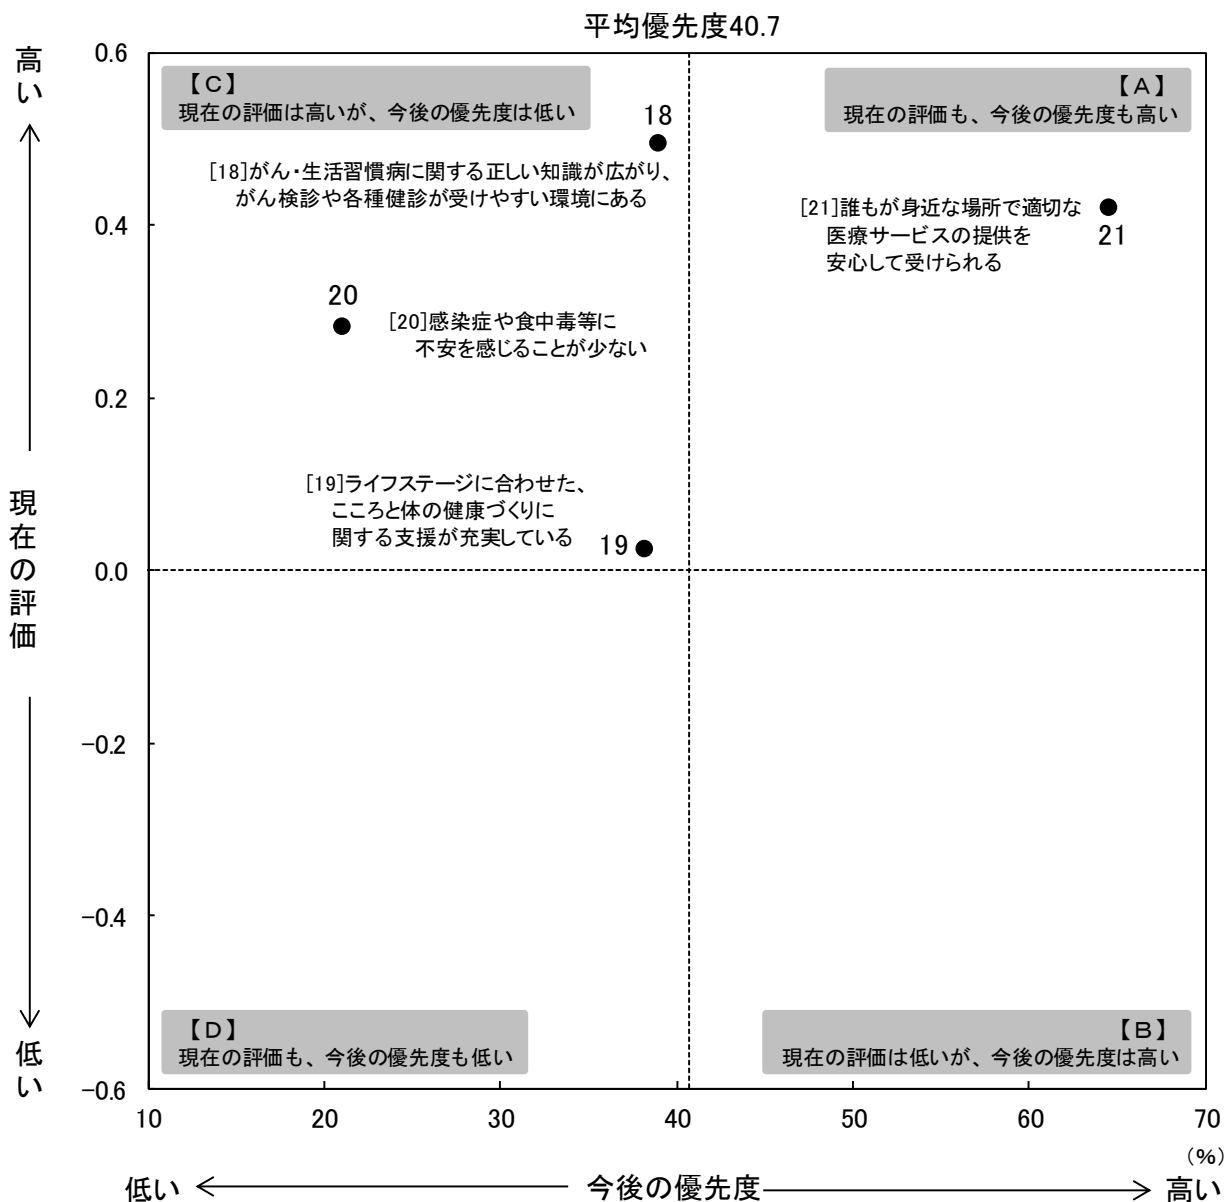 平均優先度40.7
高い
現在の評価
低い
0.6
0.4
0.2
0.0
−0.2
−0.4
−0.6
【C】
現在の評価は高いが、今後の優先度は低い
【A】
現在の評価も、今後の優先度も高い
18
[18]がん・生活習慣病に関する正しい知識が広がり、
がん検診や各種健診が受けやすい環境にある
[21]誰もが身近な場所で適切な
医療サービスの提供を
安心して受けられる
21
20
[20]感染症や食中毒等に
不安を感じることが少ない
[19]ライフステージに合わせた、
こころと体の健康づくりに
関する支援が充実している
19
【D】
現在の評価も、今後の優先度も低い
【B】
現在の評価は低いが、今後の優先度は高い
10 20 30 40 50 60 70
(%)
低い 今後の優先度 高い